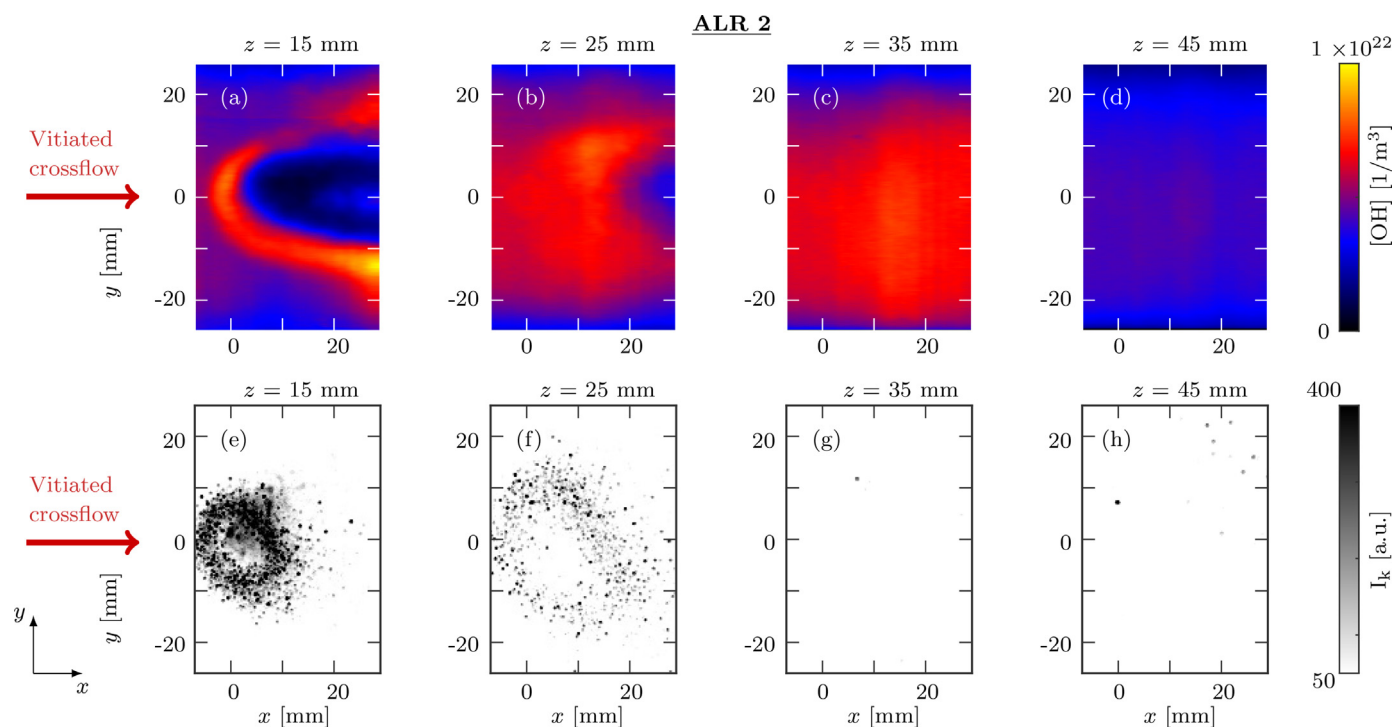 ALR 2
z = 15 mm z = 25 mm z = 35 mm z = 45 mm
1 ×10²²
(a) (b) (c) (d)
20 20 20 20
Vitiated
crossflow
0 0 0 0
y [mm]
-20 -20 -20 -20
0 20 0 20 0 20 0 20
0
[OH] [1/m³]
z = 15 mm z = 25 mm z = 35 mm z = 45 mm
400
(e) (f) (g) (h)
20 20 20 20
Vitiated
crossflow
0 0 0 0
y [mm]
-20 -20 -20 -20
50
I_k [a.u.]
y
x
0 20 0 20 0 20 0 20
x [mm] x [mm] x [mm] x [mm]